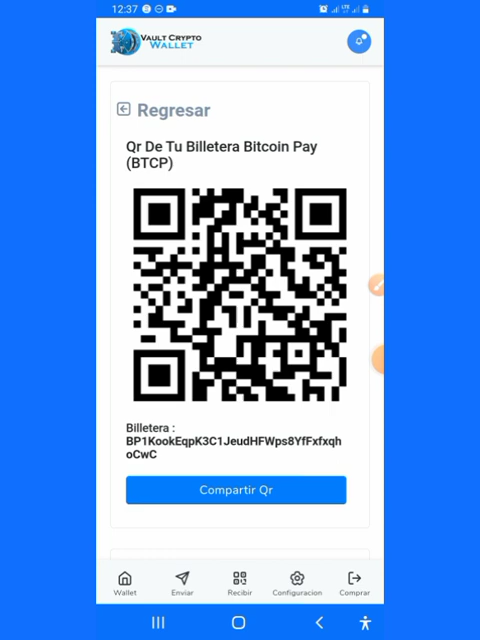 12:37
LTE
VAULT CRYPTO
WALLET
Regresar
Qr De Tu Billetera Bitcoin Pay
(BTCP)
Billetera :
BP1KookEqpK3C1JeudHFWps8YfFxfxqh
oCwC
Compartir Qr
Wallet
Enviar
Recibir
Configuracion
Comprar